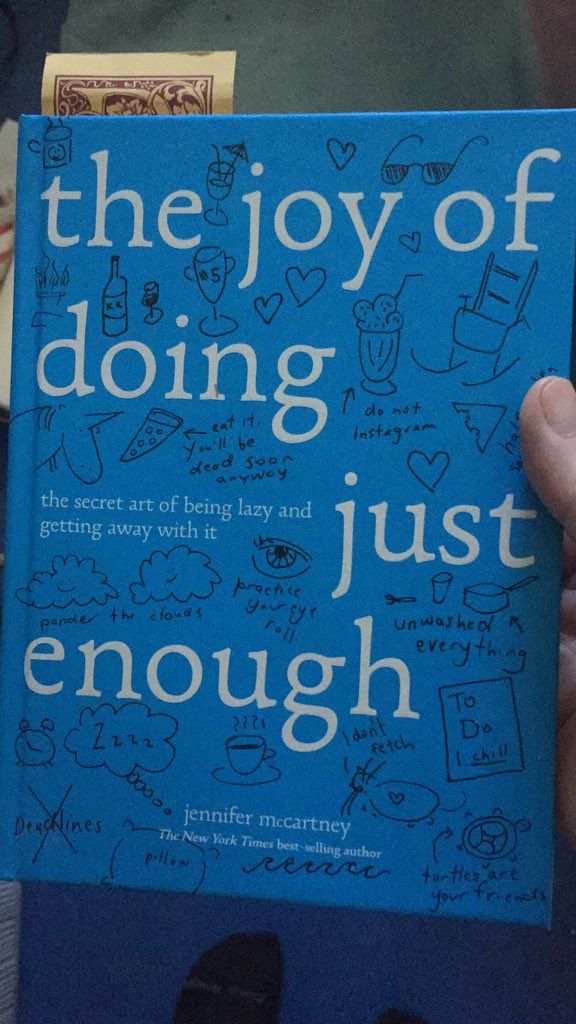 the joy of
#5
doing
do not
Instagram
eat it.
you'll be
dead soon
anyway
the secret art of being lazy and
getting away with it
just
ponder the clouds
practice
your eye
roll
unwashed
everything
enough
To
Do
1. chill
Zzzz
I don't
fetch
Deadlines
jennifer mccartney
The New York Times best-selling author
pillow
turtles are
your friends